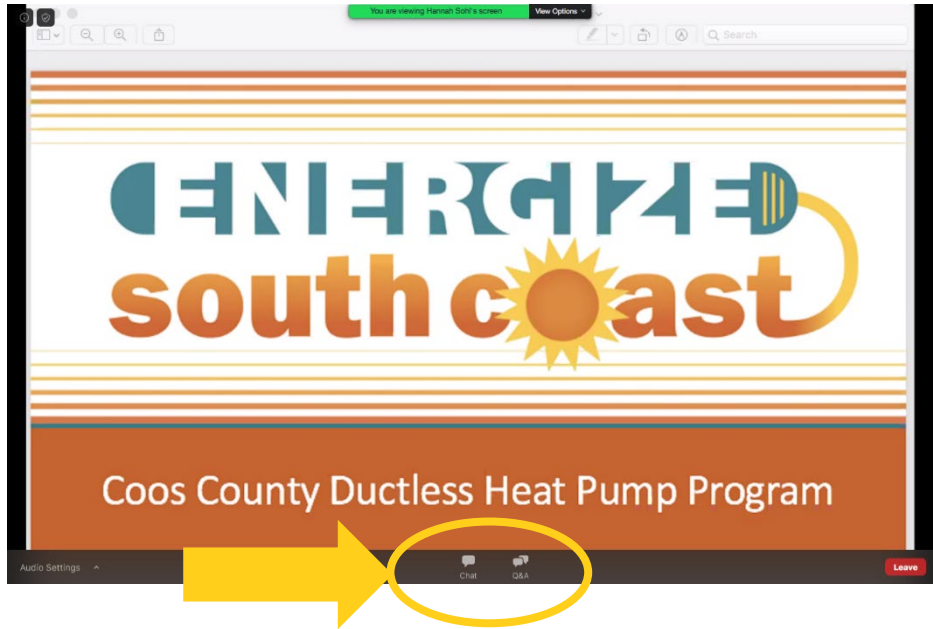 You are viewing Hannah Sohl's screen View Options
Search
ENERGIZE
south coast
Coos County Ductless Heat Pump Program
Audio Settings Chat Q&A Leave